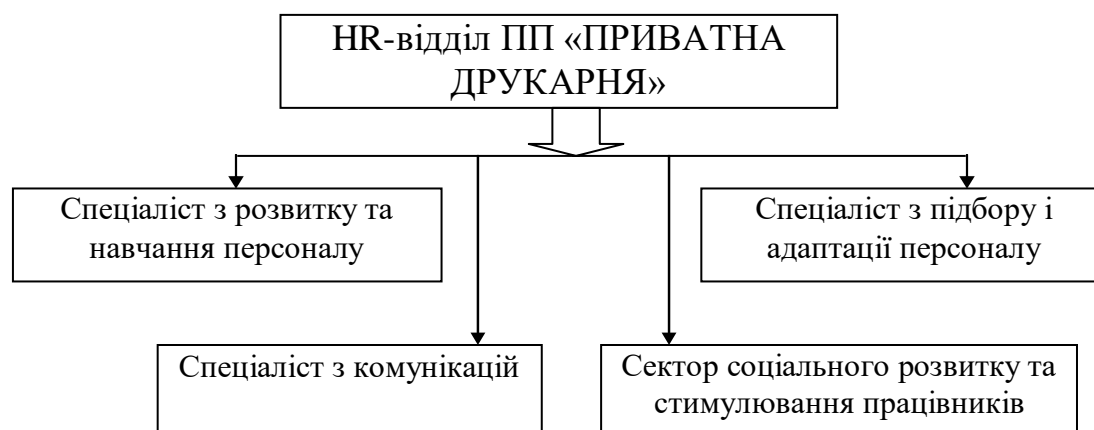 HR-відділ ПП «ПРИВАТНА
ДРУКАРНЯ»
Спеціаліст з розвитку та
навчання персоналу
Спеціаліст з підбору і
адаптації персоналу
Спеціаліст з комунікацій
Сектор соціального розвитку та
стимулювання працівників